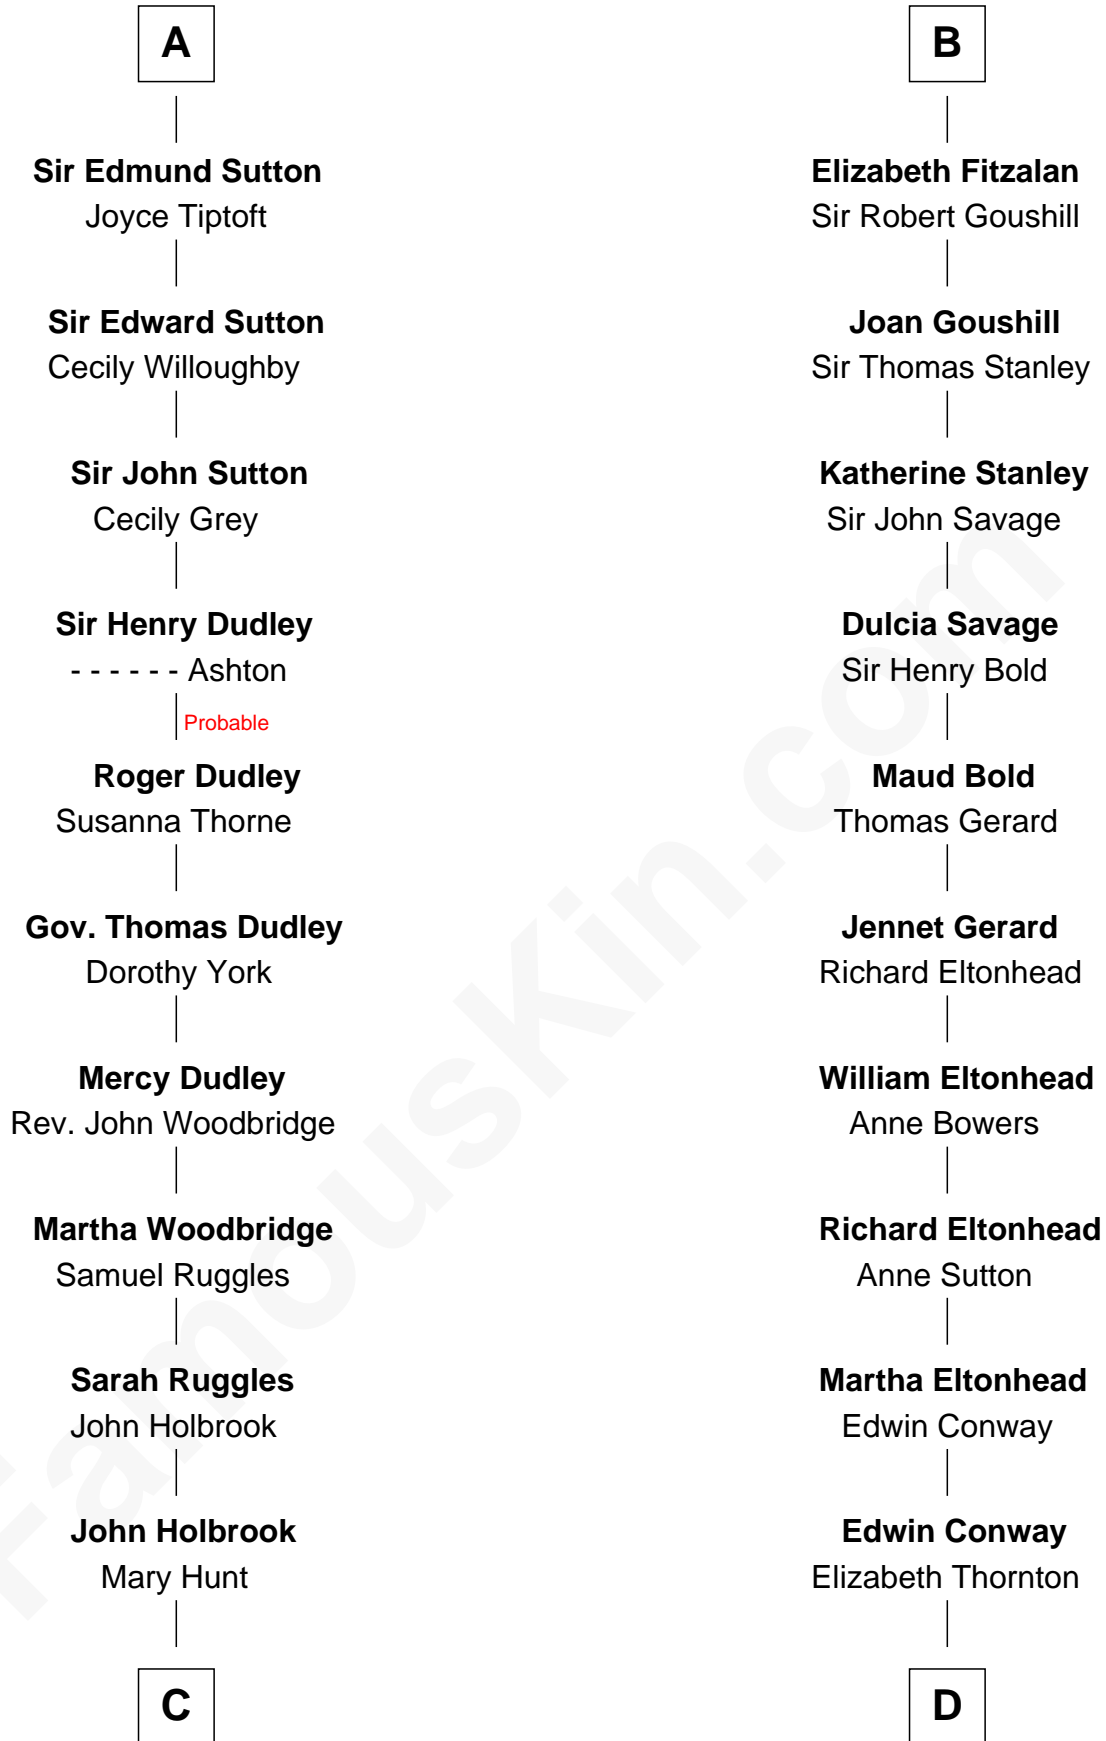 A
Sir Edmund Sutton
Joyce Tiptoft
Sir Edward Sutton
Cecily Willoughby
Sir John Sutton
Cecily Grey
Sir Henry Dudley
- - - - - - Ashton
Probable
Roger Dudley
Susanna Thorne
Gov. Thomas Dudley
Dorothy York
Mercy Dudley
Rev. John Woodbridge
Martha Woodbridge
Samuel Ruggles
Sarah Ruggles
John Holbrook
John Holbrook
Mary Hunt
C
B
Elizabeth Fitzalan
Sir Robert Goushill
Joan Goushill
Sir Thomas Stanley
Katherine Stanley
Sir John Savage
Dulcia Savage
Sir Henry Bold
Maud Bold
Thomas Gerard
Jennet Gerard
Richard Eltonhead
William Eltonhead
Anne Bowers
Richard Eltonhead
Anne Sutton
Martha Eltonhead
Edwin Conway
Edwin Conway
Elizabeth Thornton
D
FamousKin.com